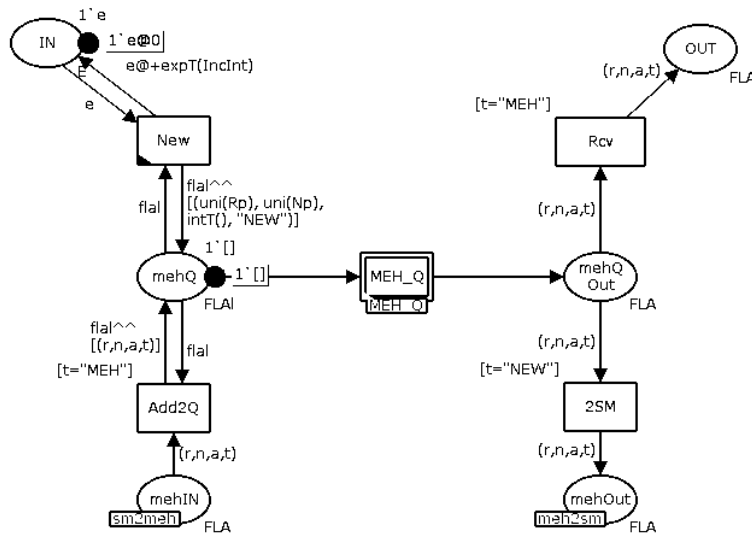 1`e
IN
1`e@0
OUT
e@+expT(IncInt)
(r,n,a,t)
E
FLA
e
[t="MEH"]
New
Rcv
flal
flal^^
[(uni(Rp), uni(Np),
intT(), "NEW")]
(r,n,a,t)
1`[]
mehQ
1`[]
MEH_Q
mehQ
Out
FLAl
MEH_Q
FLA
flal^^
[(r,n,a,t)]
flal
(r,n,a,t)
[t="MEH"]
[t="NEW"]
Add2Q
2SM
(r,n,a,t)
(r,n,a,t)
mehIN
mehOut
sm2meh
FLA
meh2sm
FLA